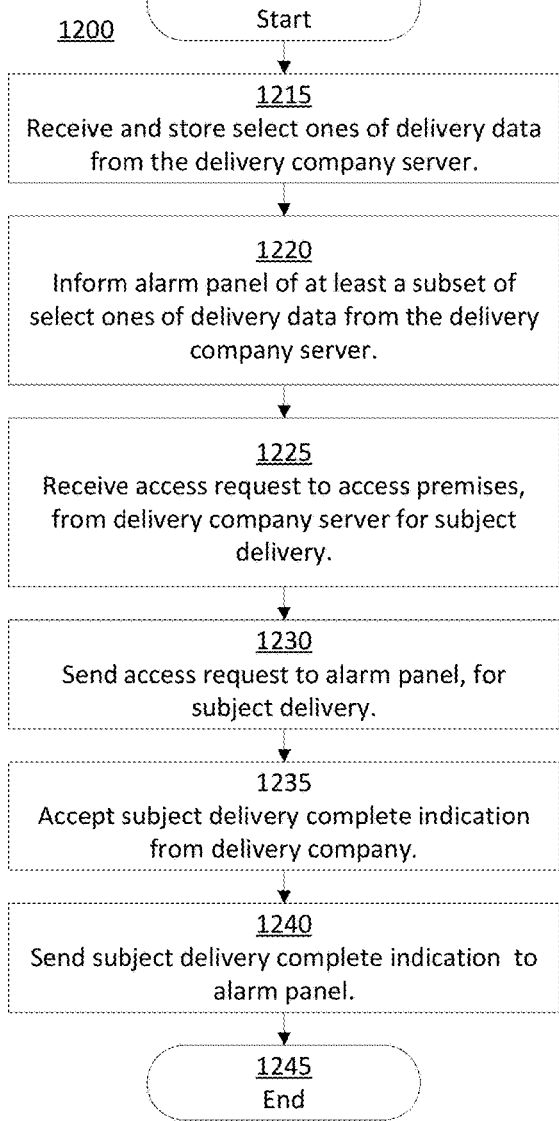 1200
Start
1215
Receive and store select ones of delivery data
from the delivery company server.
1220
Inform alarm panel of at least a subset of
select ones of delivery data from the delivery
company server.
1225
Receive access request to access premises,
from delivery company server for subject
delivery.
1230
Send access request to alarm panel, for
subject delivery.
1235
Accept subject delivery complete indication
from delivery company.
1240
Send subject delivery complete indication to
alarm panel.
1245
End